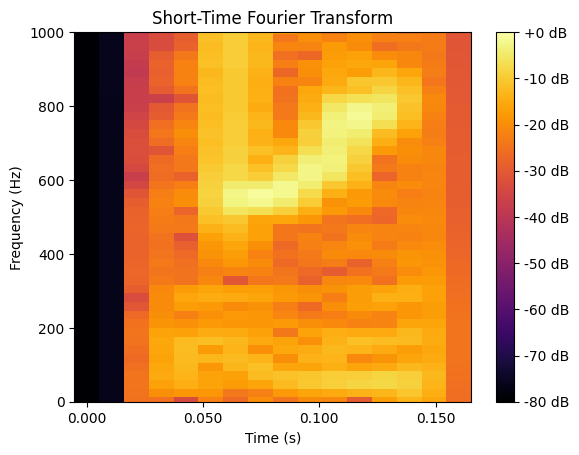 Short-Time Fourier Transform
Frequency (Hz)
1000
800
600
400
200
0
0.000
0.050
0.100
0.150
Time (s)
+0 dB
-10 dB
-20 dB
-30 dB
-40 dB
-50 dB
-60 dB
-70 dB
-80 dB